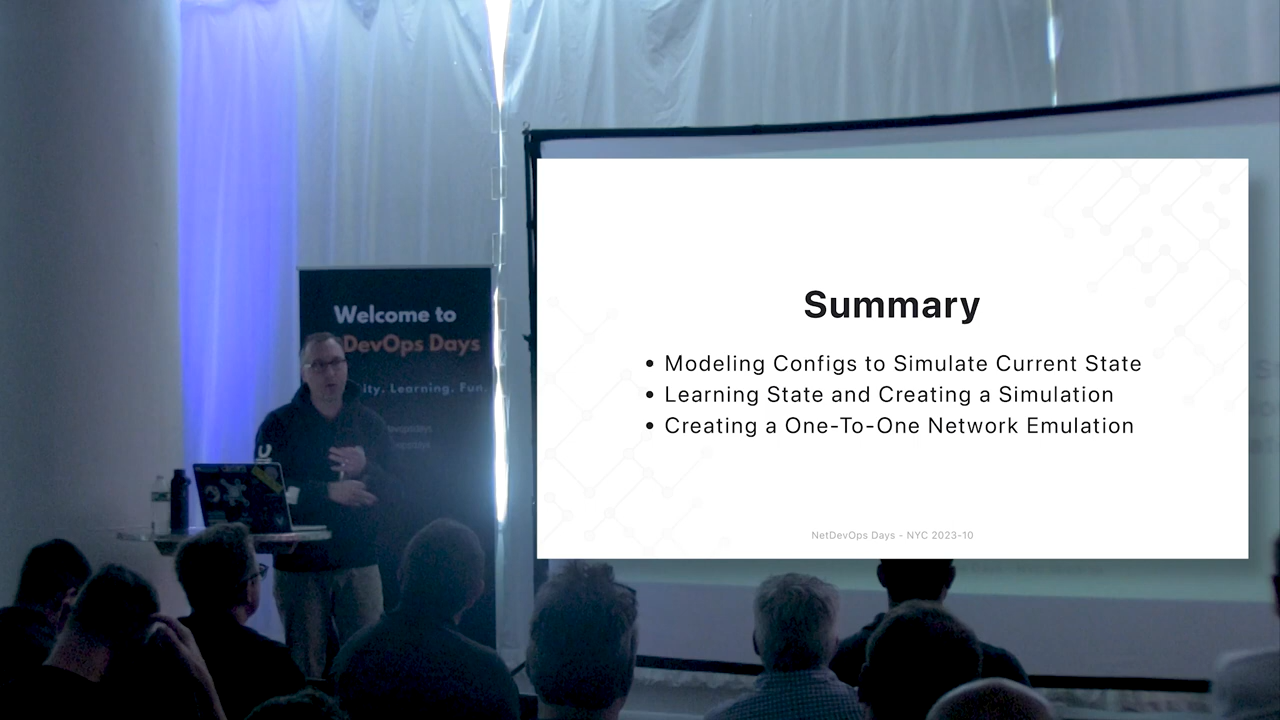 Welcome to
DevOps Days
ity. Learning. Fun.
Summary
• Modeling Configs to Simulate Current State
• Learning State and Creating a Simulation
• Creating a One-To-One Network Emulation
NetDevOps Days - NYC 2023-10